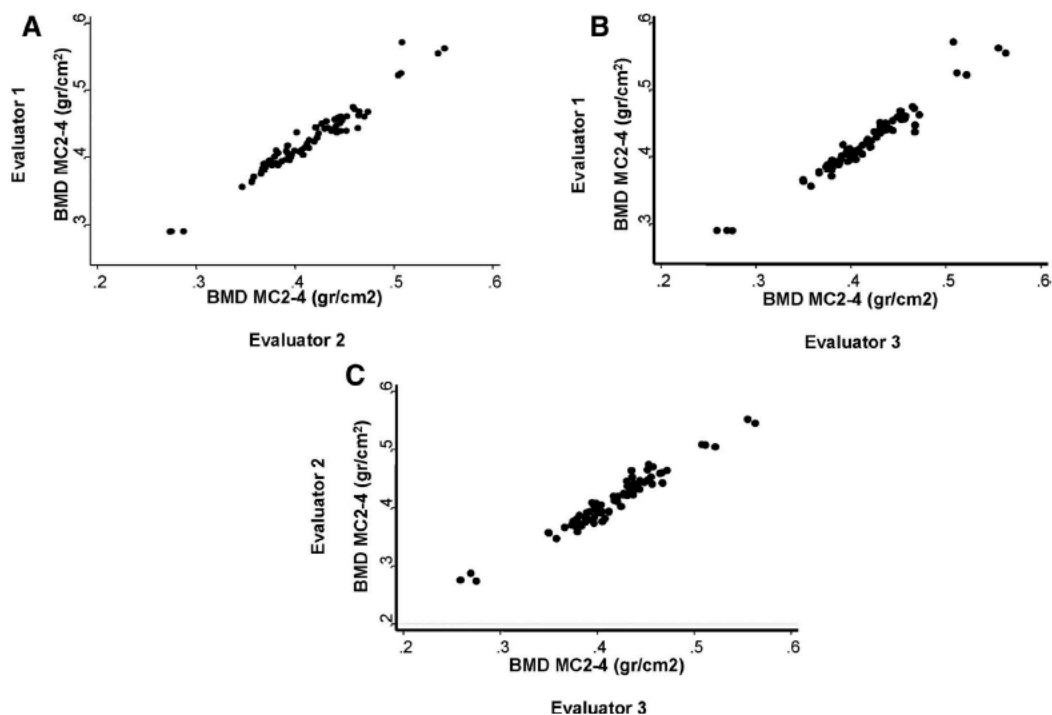 A
Evaluator 1
BMD MC2-4 (gr/cm²)
.6
.5
.4
.3
.2
.3
.4
.5
.6
BMD MC2-4 (gr/cm2)
Evaluator 2
B
Evaluator 1
BMD MC2-4 (gr/cm²)
.6
.5
.4
.3
.2
.3
.4
.5
.6
BMD MC2-4 (gr/cm2)
Evaluator 3
C
Evaluator 2
BMD MC2-4 (gr/cm²)
.6
.5
.4
.3
.2
.2
.3
.4
.5
.6
BMD MC2-4 (gr/cm2)
Evaluator 3